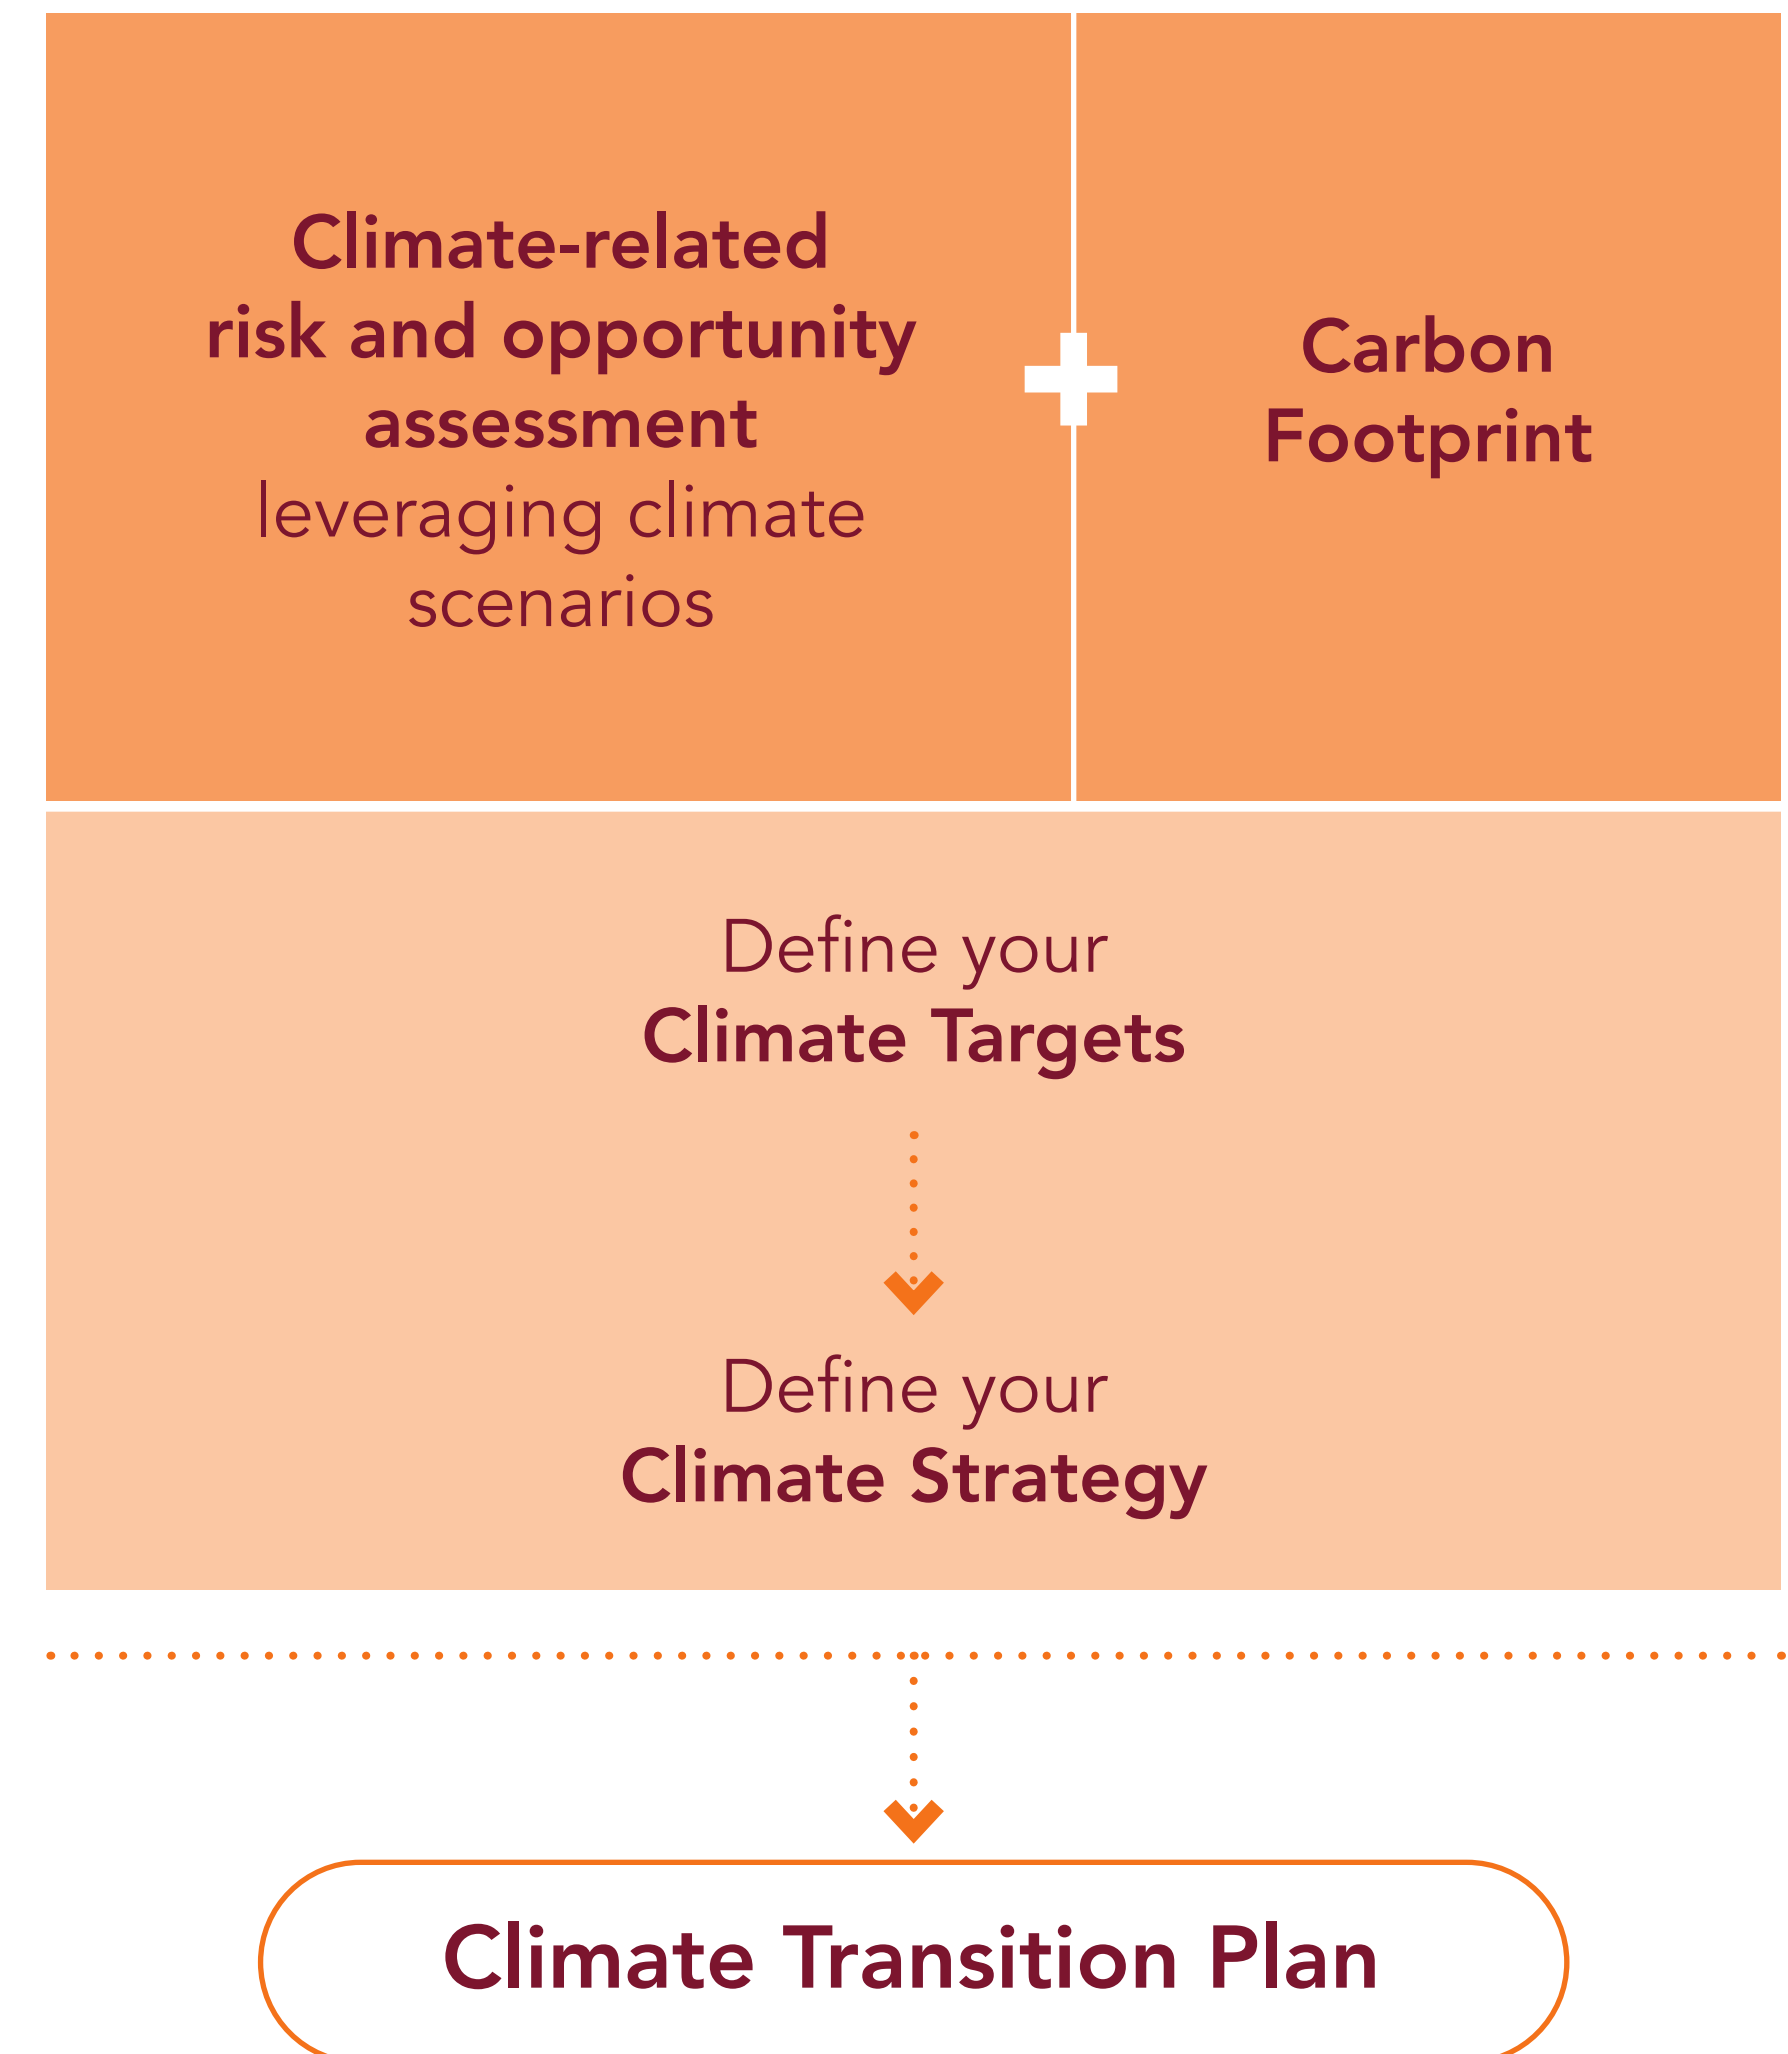 Climate-related
risk and opportunity
assessment
leveraging climate
scenarios
Carbon
Footprint
Define your
Climate Targets
Define your
Climate Strategy
Climate Transition Plan